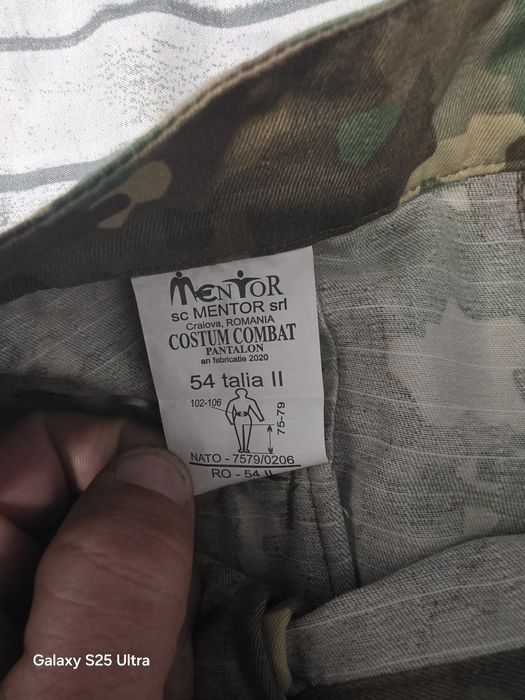 MENTOR
sc MENTOR srl
Craiova, ROMANIA
COSTUM COMBAT
PANTALON
an fabricatie 2020
54 talia II
102-106
75-79
NATO - 7579/0206
RO - 54 II
Galaxy S25 Ultra